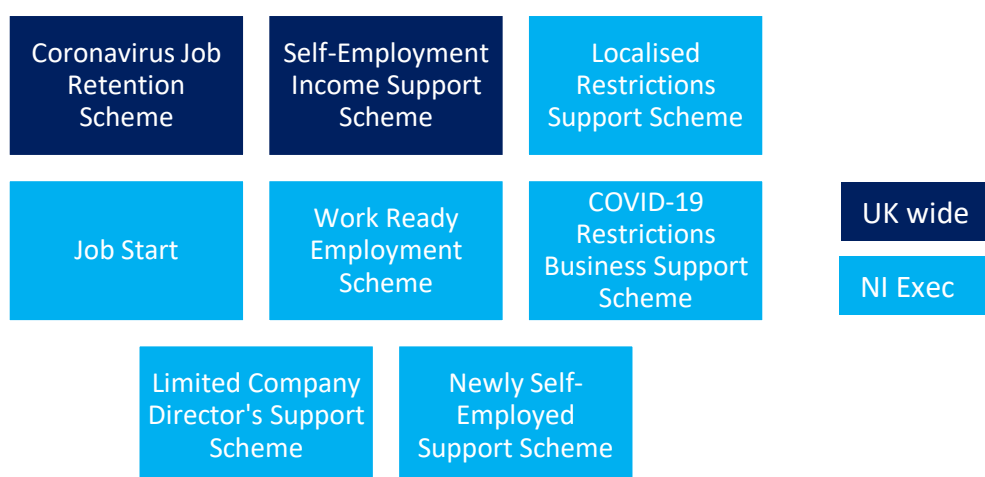 Coronavirus Job
Retention
Scheme
Self-Employment
Income Support
Scheme
Localised
Restrictions
Support Scheme
Job Start
Work Ready
Employment
Scheme
COVID-19
Restrictions
Business Support
Scheme
UK wide
NI Exec
Limited Company
Director's Support
Scheme
Newly Self-
Employed
Support Scheme